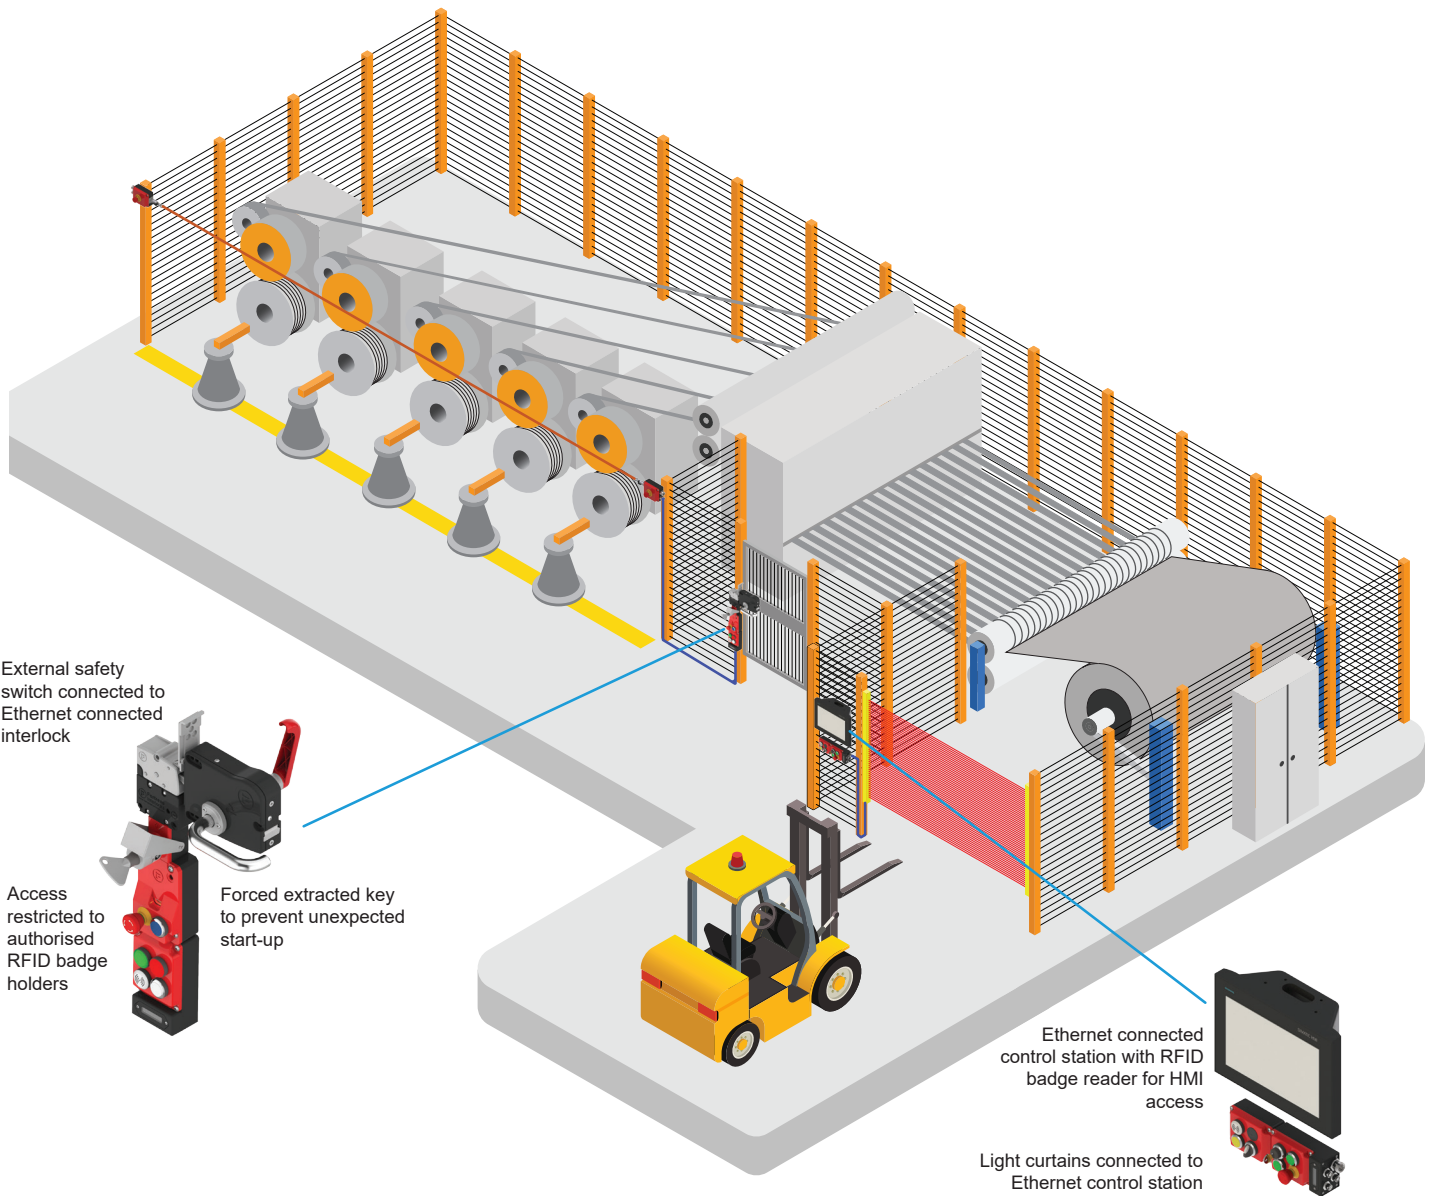 External safety
switch connected to
Ethernet connected
interlock
Access
restricted to
authorised
RFID badge
holders
Forced extracted key
to prevent unexpected
start-up
Ethernet connected
control station with RFID
badge reader for HMI
access
Light curtains connected to
Ethernet control station